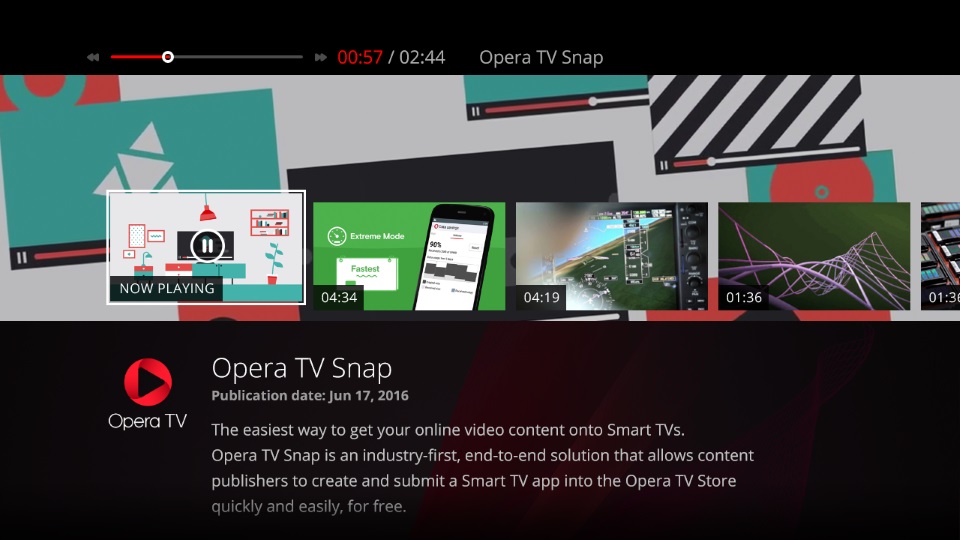 00:57 / 02:44 Opera TV Snap
Extreme Mode
Fastest
90%
NOW PLAYING
04:34
04:19
01:36
01:36
Opera TV Snap
Publication date: Jun 17, 2016
Opera TV
The easiest way to get your online video content onto Smart TVs.
Opera TV Snap is an industry-first, end-to-end solution that allows content
publishers to create and submit a Smart TV app into the Opera TV Store
quickly and easily, for free.